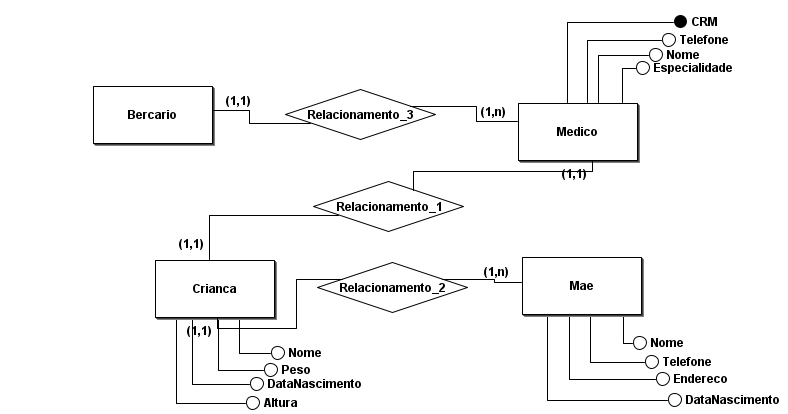 CRM
Telefone
Nome
Especialidade
Bercario
(1,1)
Relacionamento_3
(1,n)
Medico
(1,1)
Relacionamento_1
(1,1)
Crianca
(1,1)
Relacionamento_2
(1,n)
Mae
Nome
Peso
DataNascimento
Altura
Nome
Telefone
Endereco
DataNascimento